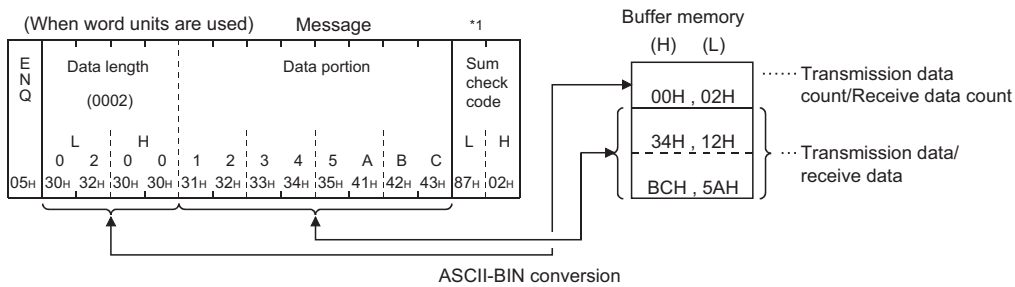 (When word units are used) Message *1
E N Q Data length (0002) Data portion Sum check code
L H L H
0 2 0 0 1 2 3 4 5 A B C
05H 30H 32H 30H 30H 31H 32H 33H 34H 35H 41H 42H 43H 87H 02H
Buffer memory
(H) (L)
00H , 02H
34H , 12H
BCH , 5AH
Transmission data
count/Receive data count
Transmission data/
receive data
ASCII-BIN conversion